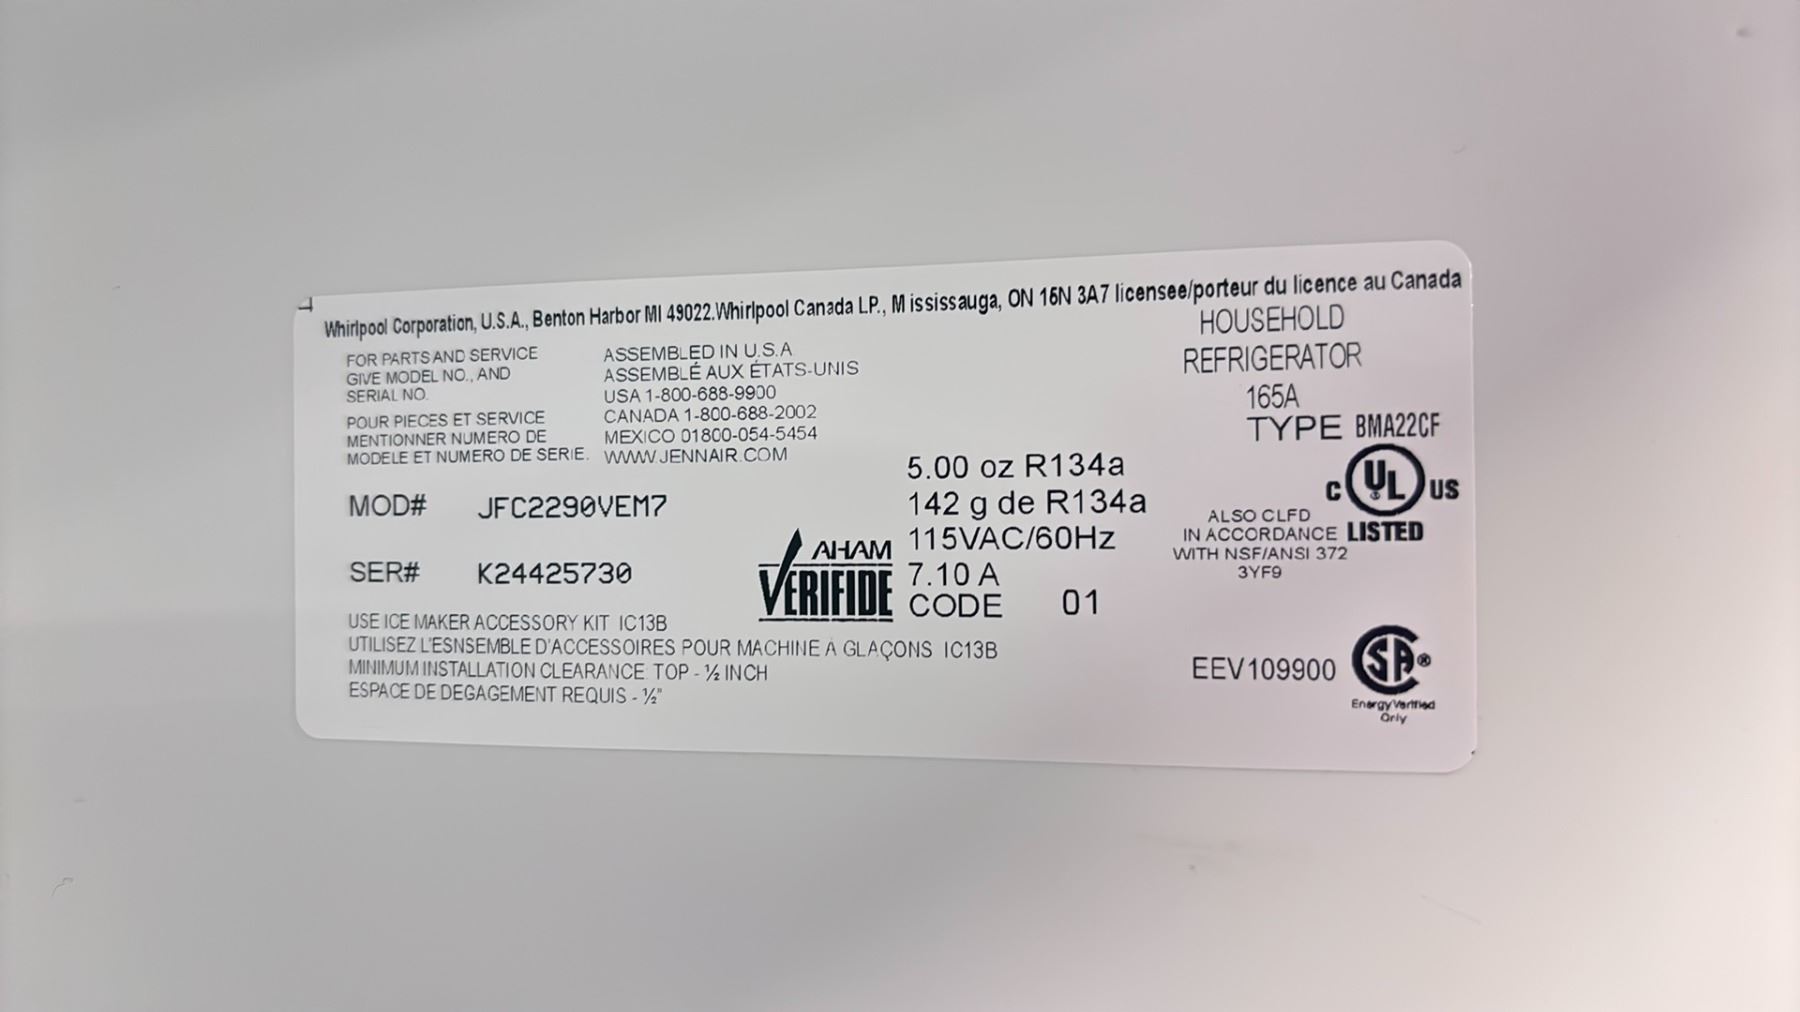 Whirlpool Corporation, U.S.A., Benton Harbor MI 49022.Whirlpool Canada LP., Mississauga, ON 16N 3A7 licensee/porteur du licence au Canada
FOR PARTS AND SERVICE
GIVE MODEL NO., AND
SERIAL NO.
POUR PIECES ET SERVICE
MENTIONNER NUMERO DE
MODELE ET NUMERO DE SERIE.
ASSEMBLED IN U.S.A
ASSEMBLÉ AUX ÉTATS-UNIS
USA 1-800-688-9900
CANADA 1-800-688-2002
MEXICO 01800-054-5454
WWW.JENNAIR.COM
HOUSEHOLD
REFRIGERATOR
165A
TYPE BMA22CF
MOD# JFC2290VEM7
SER# K24425730
AHAM
VERIFIDE
5.00 oz R134a
142 g de R134a
115VAC/60Hz
7.10 A
CODE 01
C UL US
LISTED
ALSO CLFD
IN ACCORDANCE
WITH NSF/ANSI 372
3YF9
USE ICE MAKER ACCESSORY KIT IC13B
UTILISEZ L'ESNSEMBLE D'ACCESSOIRES POUR MACHINE À GLAÇONS IC13B
MINIMUM INSTALLATION CLEARANCE TOP - ½ INCH
ESPACE DE DEGAGEMENT REQUIS - ½"
EEV109900
SA®
Energy Verified
Only